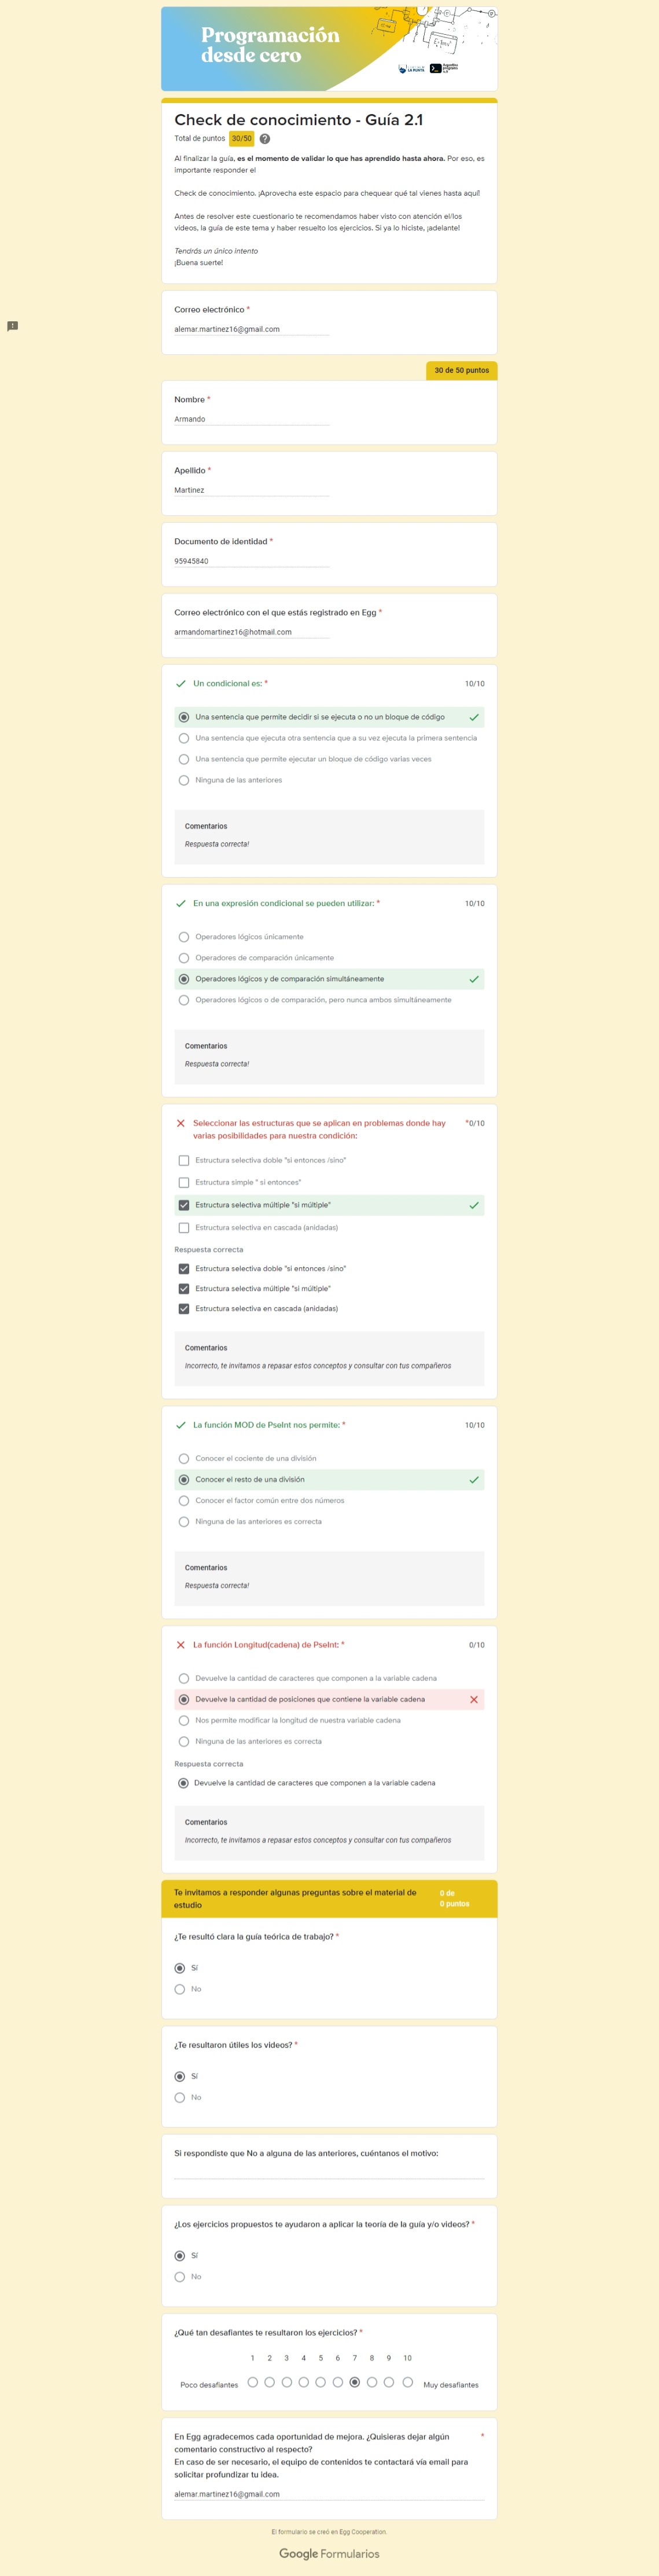 Programación
desde cero
LA PUNTA
Check de conocimiento - Guía 2.1
Total de puntos 30/50 ?
Al finalizar la guía, es el momento de validar lo que has aprendido hasta ahora. Por eso, es
importante responder el
Check de conocimiento. ¡Aprovecha este espacio para chequear qué tal vienes hasta aquí!
Antes de resolver este cuestionario te recomendamos haber visto con atención el/los
videos, la guía de este tema y haber resuelto los ejercicios. Si ya lo hiciste, ¡adelante!
Tendrás un único intento
¡Buena suerte!
Correo electrónico *
alemar.martinez16@gmail.com
30 de 50 puntos
Nombre *
Armando
Apellido *
Martinez
Documento de identidad *
95945840
Correo electrónico con el que estás registrado en Egg *
armandomartinez16@hotmail.com
Un condicional es: * 10/10
Una sentencia que permite decidir si se ejecuta o no un bloque de código
Una sentencia que ejecuta otra sentencia que a su vez ejecuta la primera sentencia
Una sentencia que permite ejecutar un bloque de código varias veces
Ninguna de las anteriores
Comentarios
Respuesta correcta!
En una expresión condicional se pueden utilizar: * 10/10
Operadores lógicos únicamente
Operadores de comparación únicamente
Operadores lógicos y de comparación simultáneamente
Operadores lógicos o de comparación, pero nunca ambos simultáneamente
Comentarios
Respuesta correcta!
Seleccionar las estructuras que se aplican en problemas donde hay *0/10
varias posibilidades para nuestra condición:
Estructura selectiva doble "si entonces /sino"
Estructura simple " si entonces"
Estructura selectiva múltiple "si múltiple"
Estructura selectiva en cascada (anidadas)
Respuesta correcta
Estructura selectiva doble "si entonces /sino"
Estructura selectiva múltiple "si múltiple"
Estructura selectiva en cascada (anidadas)
Comentarios
Incorrecto, te invitamos a repasar estos conceptos y consultar con tus compañeros
La función MOD de PseInt nos permite: * 10/10
Conocer el cociente de una división
Conocer el resto de una división
Conocer el factor común entre dos números
Ninguna de las anteriores es correcta
Comentarios
Respuesta correcta!
La función Longitud(cadena) de PseInt: * 0/10
Devuelve la cantidad de caracteres que componen a la variable cadena
Devuelve la cantidad de posiciones que contiene la variable cadena
Nos permite modificar la longitud de nuestra variable cadena
Ninguna de las anteriores es correcta
Respuesta correcta
Devuelve la cantidad de caracteres que componen a la variable cadena
Comentarios
Incorrecto, te invitamos a repasar estos conceptos y consultar con tus compañeros
Te invitamos a responder algunas preguntas sobre el material de 0 de
estudio 0 puntos
¿Te resultó clara la guía teórica de trabajo? *
Sí
No
¿Te resultaron útiles los videos? *
Sí
No
Si respondiste que No a alguna de las anteriores, cuéntanos el motivo:
¿Los ejercicios propuestos te ayudaron a aplicar la teoría de la guía y/o videos? *
Sí
No
¿Qué tan desafiantes te resultaron los ejercicios? *
1 2 3 4 5 6 7 8 9 10
Poco desafiantes Muy desafiantes
En Egg agradecemos cada oportunidad de mejora. ¿Quisieras dejar algún *
comentario constructivo al respecto?
En caso de ser necesario, el equipo de contenidos te contactará vía email para
solicitar profundizar tu idea.
alemar.martinez16@gmail.com
El formulario se creó en Egg Cooperation.
Google Formularios